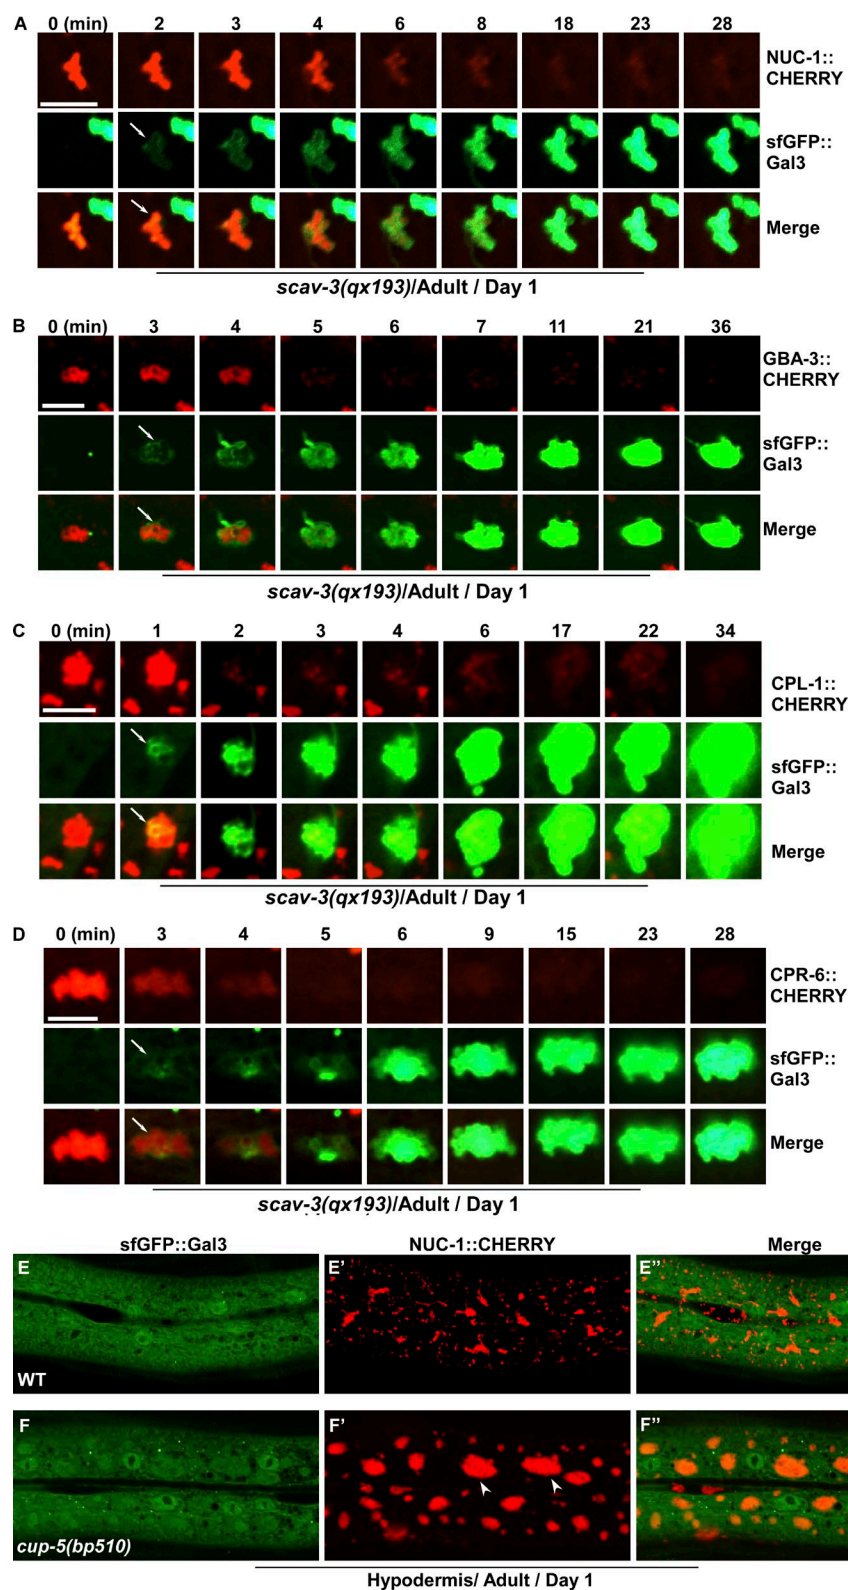 A 0 (min) 2 3 4 6 8 18 23 28
NUC-1::
CHERRY
sfGFP::
Gal3
Merge
scav-3(qx193)/Adult / Day 1
B 0 (min) 3 4 5 6 7 11 21 36
GBA-3::
CHERRY
sfGFP::
Gal3
Merge
scav-3(qx193)/Adult / Day 1
C 0 (min) 1 2 3 4 6 17 22 34
CPL-1::
CHERRY
sfGFP::
Gal3
Merge
scav-3(qx193)/Adult / Day 1
D 0 (min) 3 4 5 6 9 15 23 28
CPR-6::
CHERRY
sfGFP::
Gal3
Merge
scav-3(qx193)/Adult / Day 1
sfGFP::Gal3 NUC-1::CHERRY Merge
E E' E"
WT
F F' F"
cup-5(bp510)
Hypodermis/ Adult / Day 1